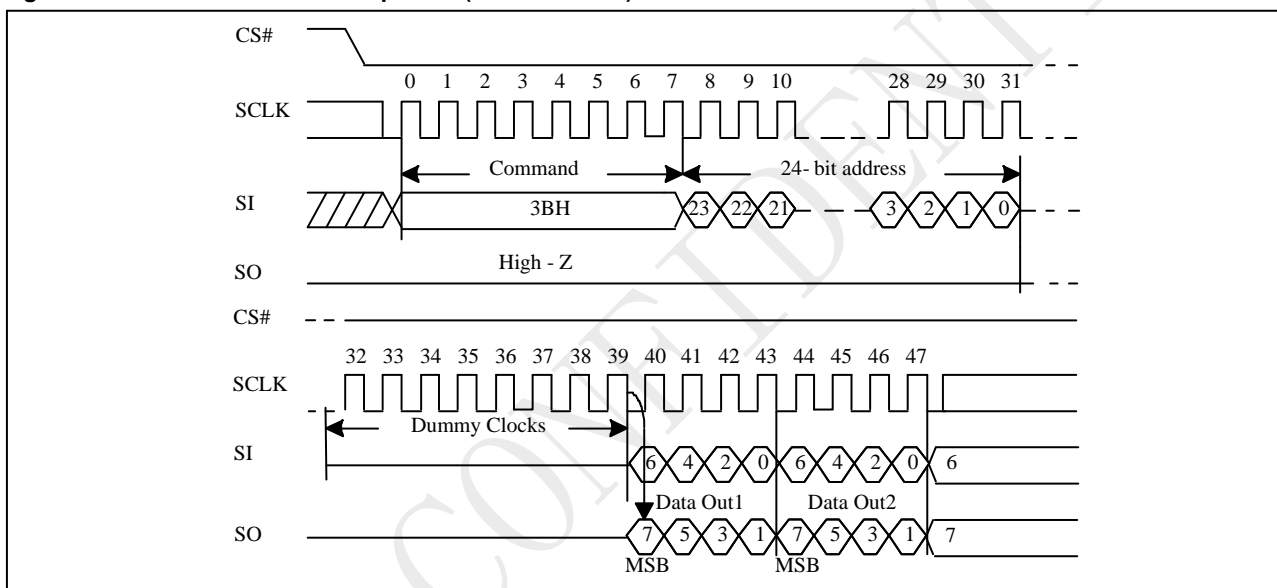 CS#
0 1 2 3 4 5 6 7 8 9 10 28 29 30 31
SCLK
Command 24- bit address
SI 3BH 23 22 21 3 2 1 0
High - Z
SO
CS#
32 33 34 35 36 37 38 39 40 41 42 43 44 45 46 47
SCLK
Dummy Clocks
SI 6 4 2 0 6 4 2 0 6
Data Out1 Data Out2
SO 7 5 3 1 7 5 3 1 7
MSB MSB